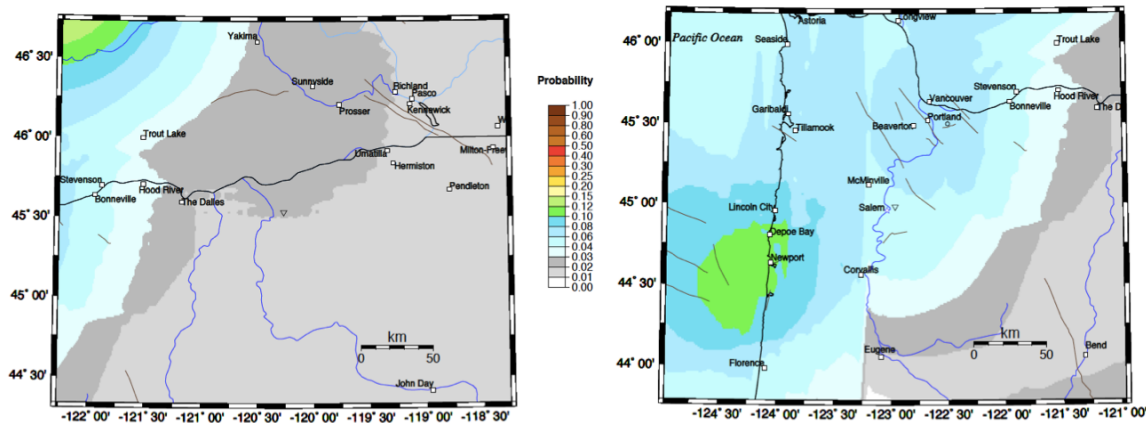 Yakima
46° 30'
Sunnyside
Richland
Pasco
Kennewick
Prosser
W
46° 00'
Trout Lake
Umatilla
Milton-Free
Hermiston
Stevenson
Hood River
Pendleton
Bonneville
The Dalles
45° 30'
45° 00'
km
0 50
44° 30'
John Day
-122° 00' -121° 30' -121° 00' -120° 30' -120° 00' -119° 30' -119° 00' -118° 30'
Probability
1.00
0.90
0.80
0.60
0.50
0.40
0.30
0.25
0.20
0.15
0.12
0.10
0.08
0.06
0.04
0.03
0.02
0.01
0.00
Astoria
Longview
46° 00'
Pacific Ocean
Seaside
Trout Lake
Stevenson
Vancouver
Hood River
Garibaldi
Bonneville
The D
45° 30'
Tillamook
Beaverton
Portland
McMinville
45° 00'
Lincoln City
Salem
Depoe Bay
Newport
44° 30'
Corvallis
km
0 50
Eugene
Bend
44° 00'
Florence
-124° 30' -124° 00' -123° 30' -123° 00' -122° 30' -122° 00' -121° 30' -121° 00'